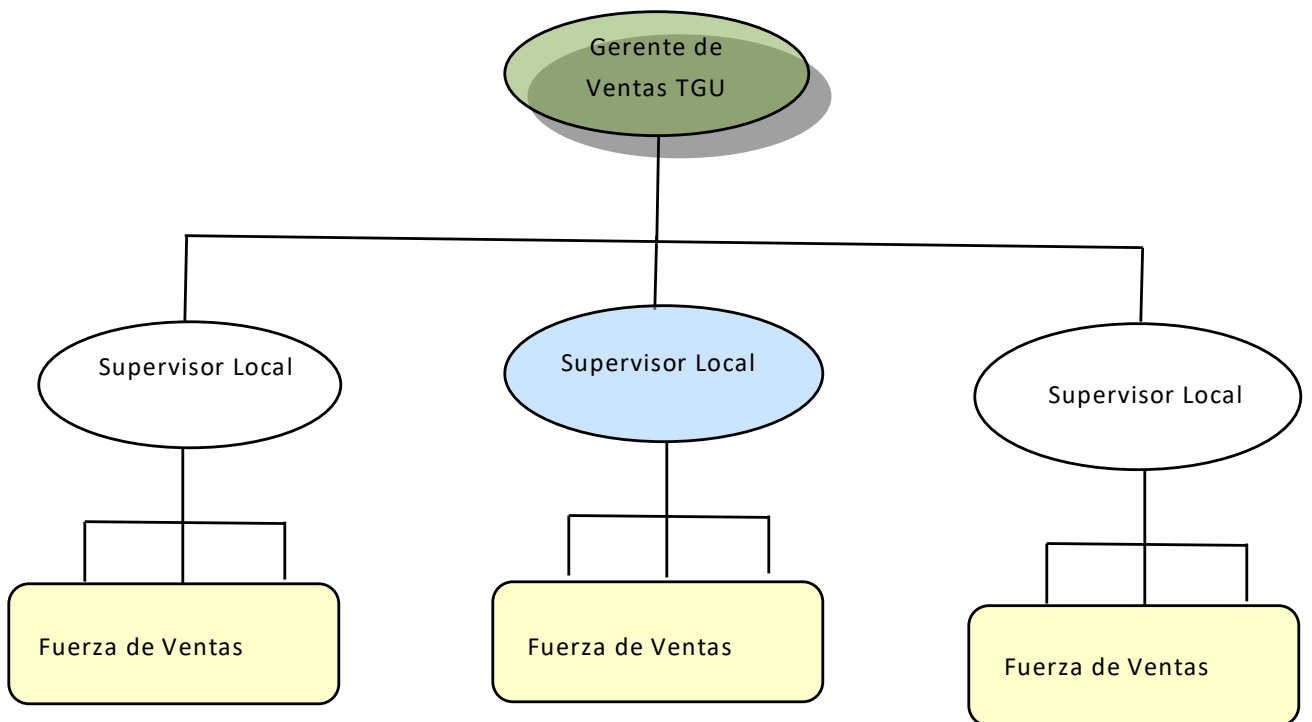 Gerente de
Ventas TGU
Supervisor Local
Supervisor Local
Supervisor Local
Fuerza de Ventas
Fuerza de Ventas
Fuerza de Ventas